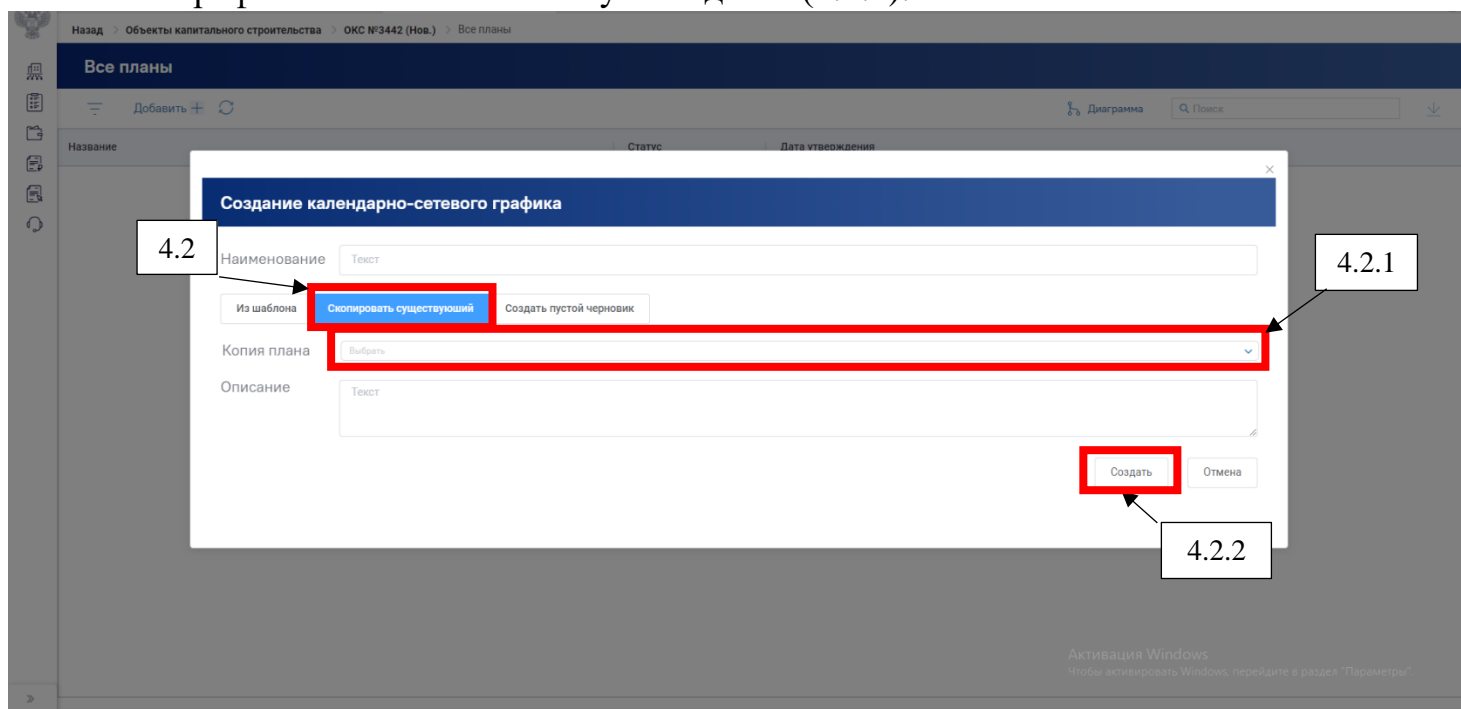 Назад > Объекты капитального строительства > ОКС №3442 (Нов.) > Все планы
Все планы
Добавить + Диаграмма Поиск
Название Статус Дата утверждения
Создание календарно-сетевого графика
4.2
Наименование Текст
4.2.1
Из шаблона Скопировать существуюший Создать пустой черновик
Копия плана Выбрать
Описание Текст
Создать Отмена
4.2.2
Активация Windows
Чтобы активировать Windows, перейдите в раздел "Параметры".